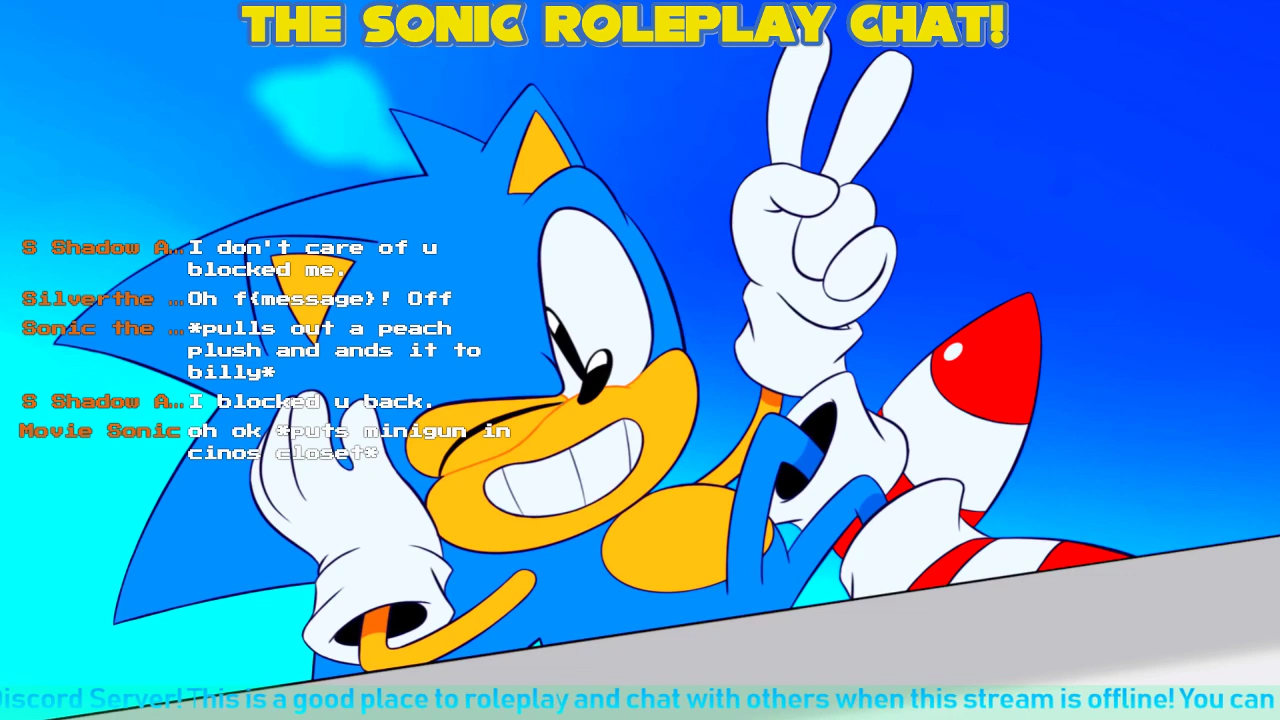 THE SONIC ROLEPLAY CHAT!
S Shadow A… I don't care of u
blocked me.
Silverthe … Oh f{message}! Off
Sonic the … *pulls out a peach
plush and ands it to
billy*
S Shadow A… I blocked u back.
Movie Sonic oh ok *puts minigun in
cinos closet*
Discord Server! This is a good place to roleplay and chat with others when this stream is offline! You can